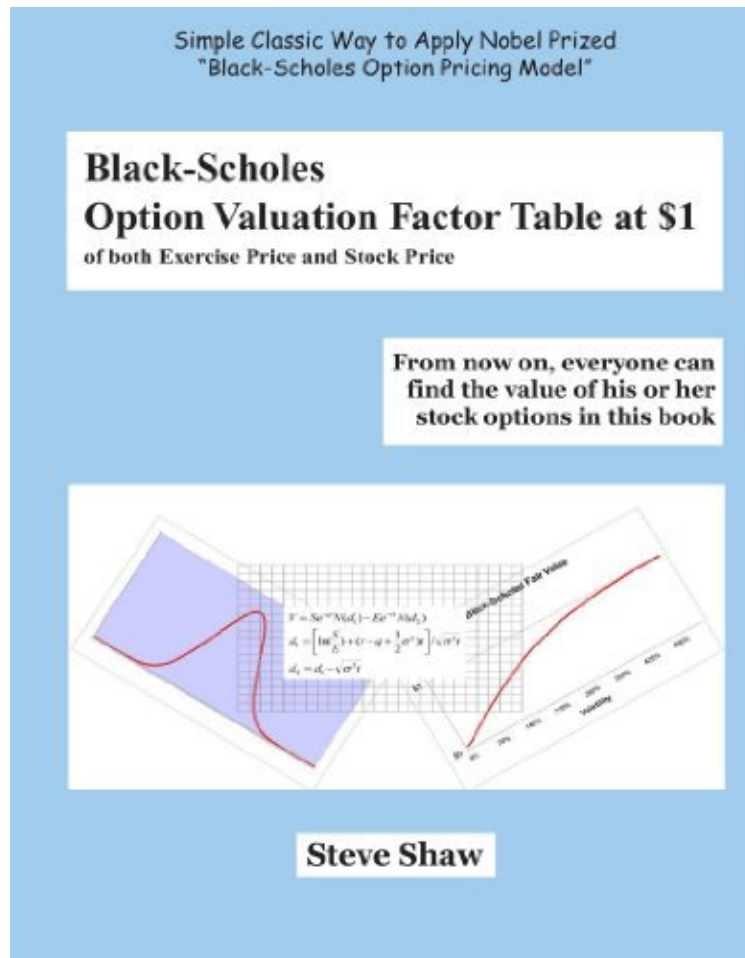 Simple Classic Way to Apply Nobel Prized
“Black-Scholes Option Pricing Model”
Black-Scholes
Option Valuation Factor Table at $1
of both Exercise Price and Stock Price
From now on, everyone can
find the value of his or her
stock options in this book
Black-Scholes Fair Value
Volatility
Steve Shaw